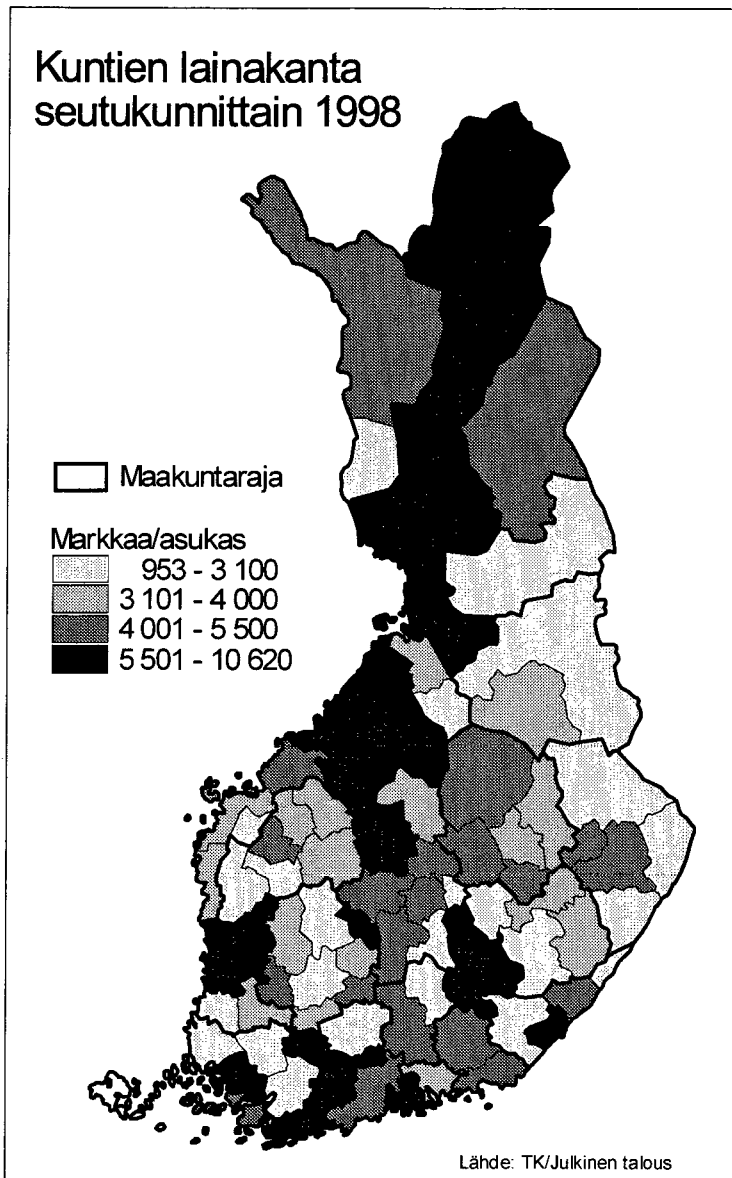 Kuntien lainakanta
seutukunnittain 1998
Maakuntaraja
Markkaa/asukas
953 - 3 100
3 101 - 4 000
4 001 - 5 500
5 501 - 10 620
Lähde: TK/Julkinen talous